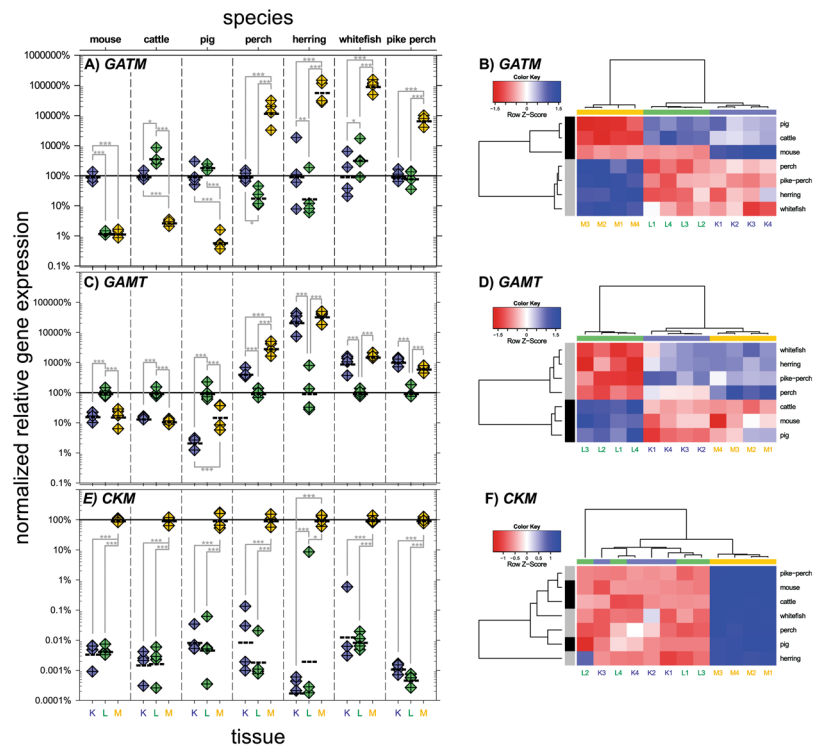 species
mouse cattle pig perch herring whitefish pike perch
normalized relative gene expression
A) GATM
1000000%
100000%
10000%
1000%
100%
10%
1%
0.1%
*** *** * *** *** *** *** *** *** * *** *** ** *** *** * *** ***
C) GAMT
100000%
10000%
1000%
100%
10%
1%
0.1%
*** *** *** *** *** *** *** *** *** *** *** *** *** *** *** *** ***
E) CKM
100%
10%
1%
0.1%
0.01%
0.001%
0.0001%
*** *** *** *** *** *** *** *** *** *** * *** *** *** ***
K L M K L M K L M K L M K L M K L M K L M
tissue
B) GATM
Color Key
-1.5 1.5
Row Z-Score
pig
cattle
mouse
perch
pike-perch
herring
whitefish
M3 M2 M1 M4 L1 L4 L3 L2 K1 K2 K3 K4
D) GAMT
Color Key
-1.5 1.5
Row Z-Score
whitefish
herring
pike-perch
perch
cattle
mouse
pig
L3 L2 L1 L4 K1 K4 K3 K2 M4 M3 M2 M1
F) CKM
Color Key
-1.5 -1 -0.5 0 0.5 1
Row Z-Score
pike-perch
mouse
cattle
whitefish
perch
pig
herring
L2 K3 L4 K4 K2 K1 L1 L3 M3 M4 M2 M1